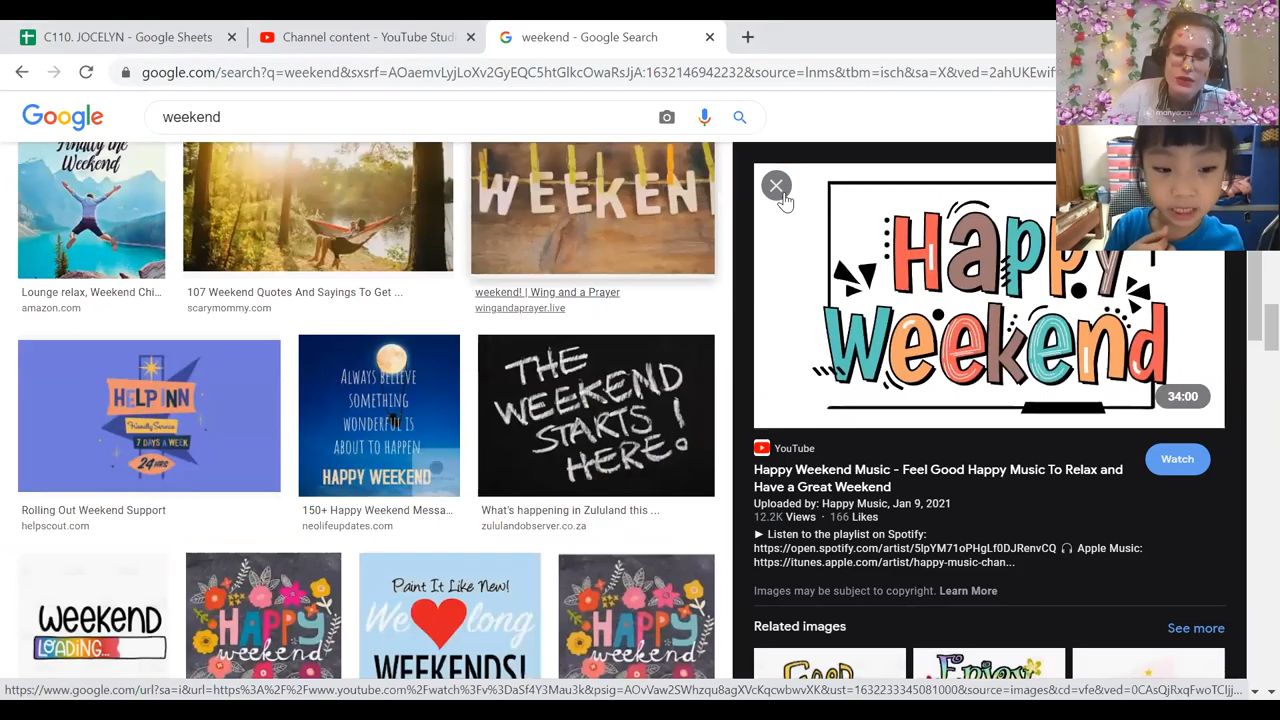 C110. JOCELYN - Google Sheets
Channel content - YouTube Studi
weekend - Google Search
google.com/search?q=weekend&sxsrf=AOaemvLyjLoXv2GyEQC5htGlkcOwaRsJjA:1632146942232&source=lnms&tbm=isch&sa=X&ved=2ahUKEwif
Google
weekend
Finally the
Weekend
WEEKEN
Happy
Weekend
34:00
Lounge relax, Weekend Chi...
amazon.com
107 Weekend Quotes And Sayings To Get ...
scarymommy.com
weekend! | Wing and a Prayer
wingandaprayer.live
HELP INN
Friendly Service
7 DAYS A WEEK
24 HRS
ALWAYS BELIEVE
SOMETHING
WONDERFUL IS
ABOUT TO HAPPEN
HAPPY WEEKEND
THE
WEEKEND
STARTS
HERE!
YouTube
Happy Weekend Music - Feel Good Happy Music To Relax and
Have a Great Weekend
Watch
Uploaded by: Happy Music, Jan 9, 2021
12.2K Views · 166 Likes
► Listen to the playlist on Spotify:
https://open.spotify.com/artist/5lpYM71oPHgLf0DJRenvCQ 🎧 Apple Music:
https://itunes.apple.com/artist/happy-music-chan...
Images may be subject to copyright. Learn More
Related images
See more
Rolling Out Weekend Support
helpscout.com
150+ Happy Weekend Messa...
neolifeupdates.com
What's happening in Zululand this ...
zululandobserver.co.za
weekend
LOADING...
HAPPY
weekend
Paint It Like New!
We long
WEEKENDS!
HAPPY
weekend
GOOD
Enjoy
manycam